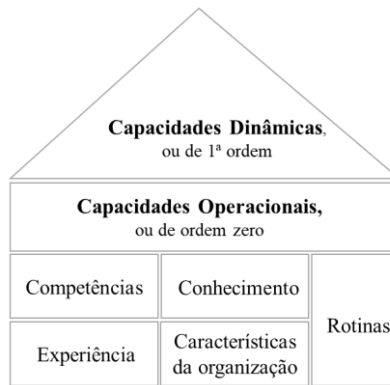 Capacidades Dinâmicas,
ou de 1ª ordem
Capacidades Operacionais,
ou de ordem zero
Competências
Conhecimento
Rotinas
Experiência
Características
da organização